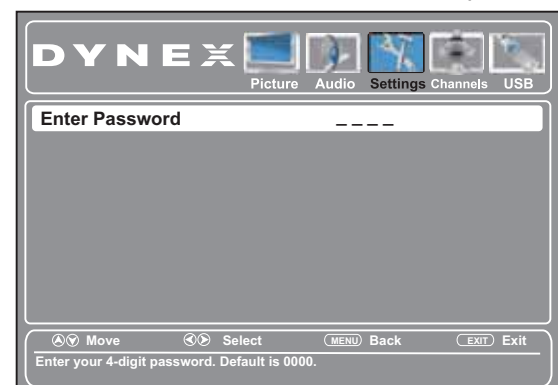 DYNEX
Picture Audio Settings Channels USB
Enter Password _ _ _ _
Move Select MENU Back EXIT Exit
Enter your 4-digit password. Default is 0000.